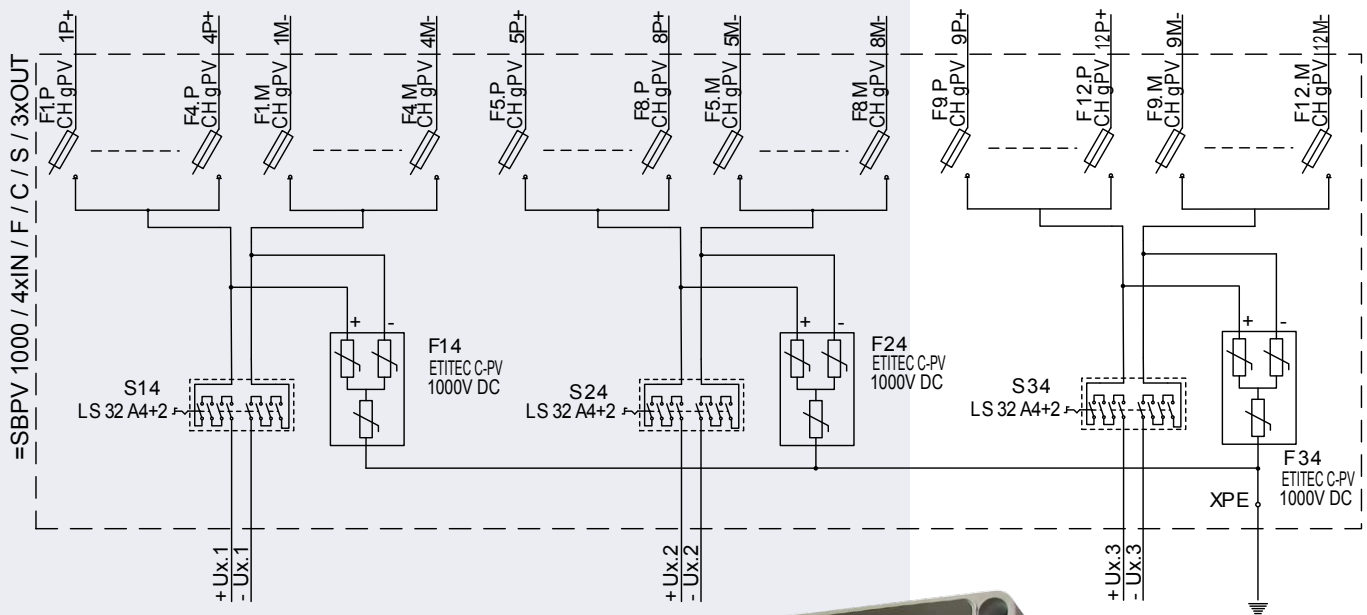 =SBPV 1000 / 4xIN / F / C / S / 3xOUT
1P+
4P+
1M-
4M-
5P+
8P+
5M-
8M-
9P+
12P+
9M-
12M-
F1.P
CH gPV
F4.P
CH gPV
F1.M
CH gPV
F4.M
CH gPV
F5.P
CH gPV
F8.P
CH gPV
F5.M
CH gPV
F8.M
CH gPV
F9.P
CH gPV
F12.P
CH gPV
F9.M
CH gPV
F12.M
CH gPV
+ -
F14
ETITEC C-PV
1000V DC
S14
LS 32 A4+2
+ -
F24
ETITEC C-PV
1000V DC
S24
LS 32 A4+2
+ -
S34
LS 32 A4+2
F34
ETITEC C-PV
1000V DC
XPE
+ Ux.1
- Ux.1
+ Ux.2
- Ux.2
+ Ux.3
- Ux.3